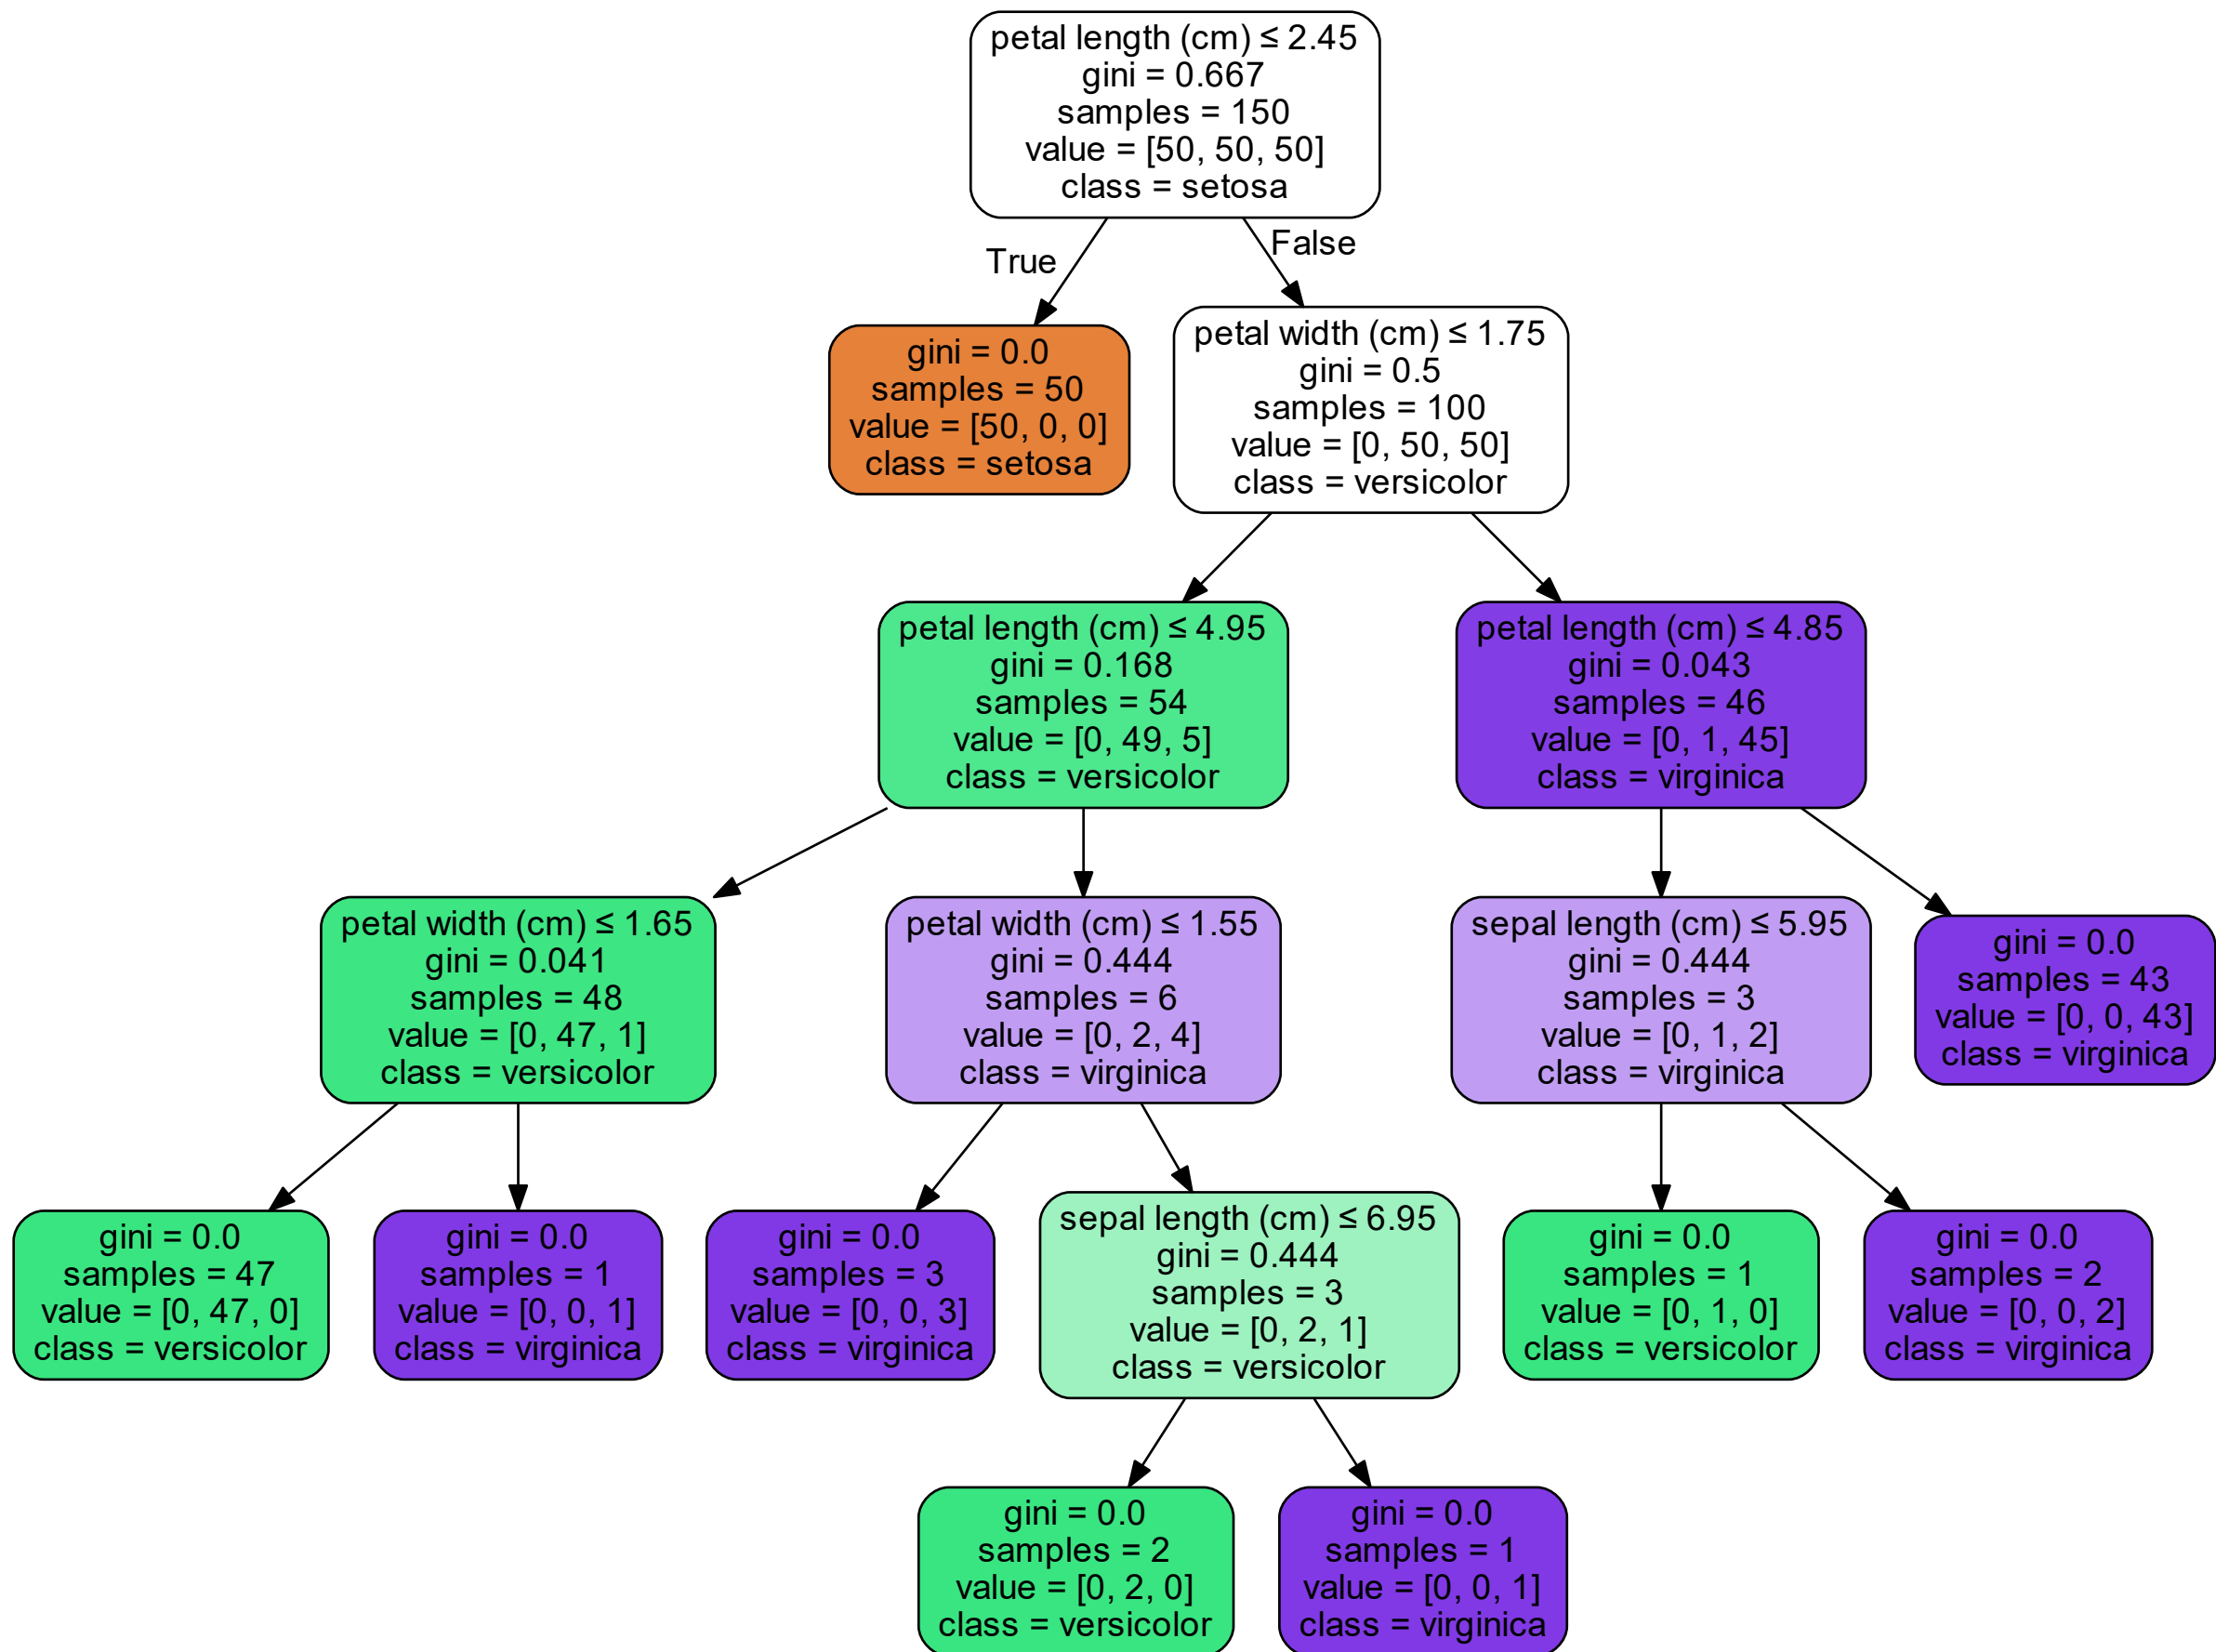 petal length (cm) ≤ 2.45
gini = 0.667
samples = 150
value = [50, 50, 50]
class = setosa
True
False
gini = 0.0
samples = 50
value = [50, 0, 0]
class = setosa
petal width (cm) ≤ 1.75
gini = 0.5
samples = 100
value = [0, 50, 50]
class = versicolor
petal length (cm) ≤ 4.95
gini = 0.168
samples = 54
value = [0, 49, 5]
class = versicolor
petal length (cm) ≤ 4.85
gini = 0.043
samples = 46
value = [0, 1, 45]
class = virginica
petal width (cm) ≤ 1.65
gini = 0.041
samples = 48
value = [0, 47, 1]
class = versicolor
petal width (cm) ≤ 1.55
gini = 0.444
samples = 6
value = [0, 2, 4]
class = virginica
sepal length (cm) ≤ 5.95
gini = 0.444
samples = 3
value = [0, 1, 2]
class = virginica
gini = 0.0
samples = 43
value = [0, 0, 43]
class = virginica
gini = 0.0
samples = 47
value = [0, 47, 0]
class = versicolor
gini = 0.0
samples = 1
value = [0, 0, 1]
class = virginica
gini = 0.0
samples = 3
value = [0, 0, 3]
class = virginica
sepal length (cm) ≤ 6.95
gini = 0.444
samples = 3
value = [0, 2, 1]
class = versicolor
gini = 0.0
samples = 1
value = [0, 1, 0]
class = versicolor
gini = 0.0
samples = 2
value = [0, 0, 2]
class = virginica
gini = 0.0
samples = 2
value = [0, 2, 0]
class = versicolor
gini = 0.0
samples = 1
value = [0, 0, 1]
class = virginica